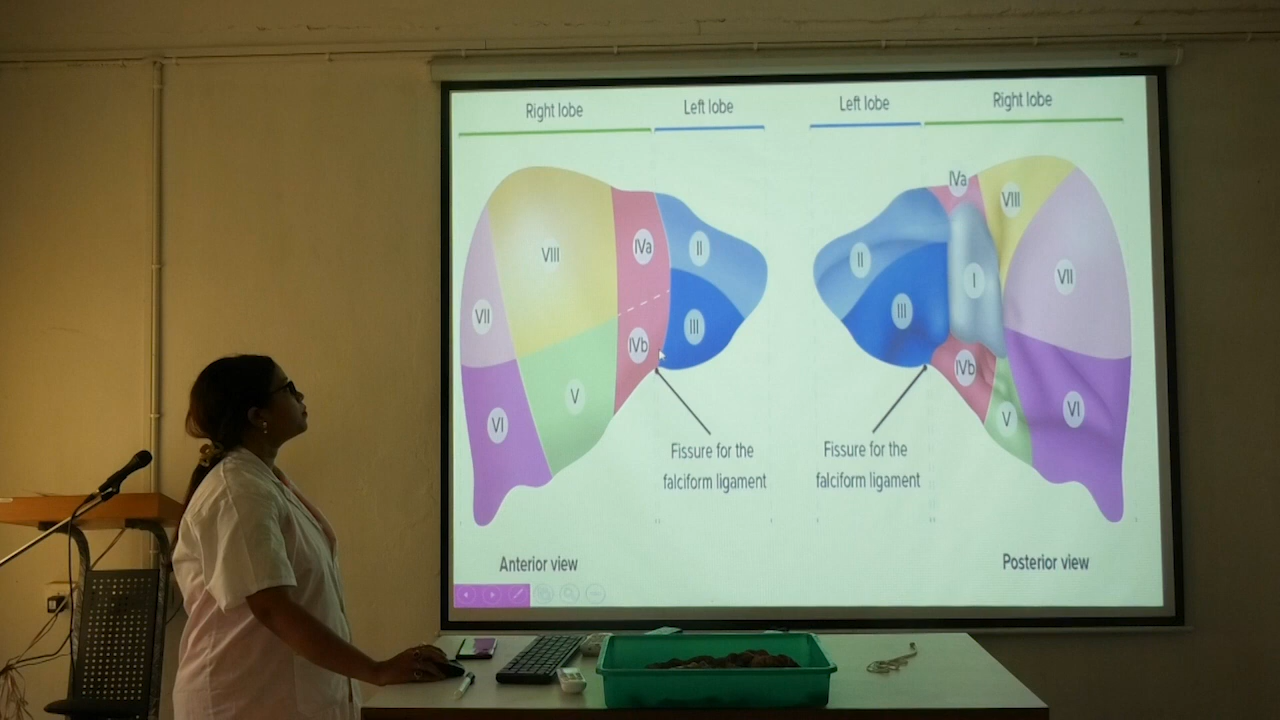 Right lobe
Left lobe
Left lobe
Right lobe
VIII
IVa
II
VII
III
IVb
V
VI
IVa
VIII
II
I
VII
III
IVb
VI
V
Fissure for the
falciform ligament
Fissure for the
falciform ligament
Anterior view
Posterior view